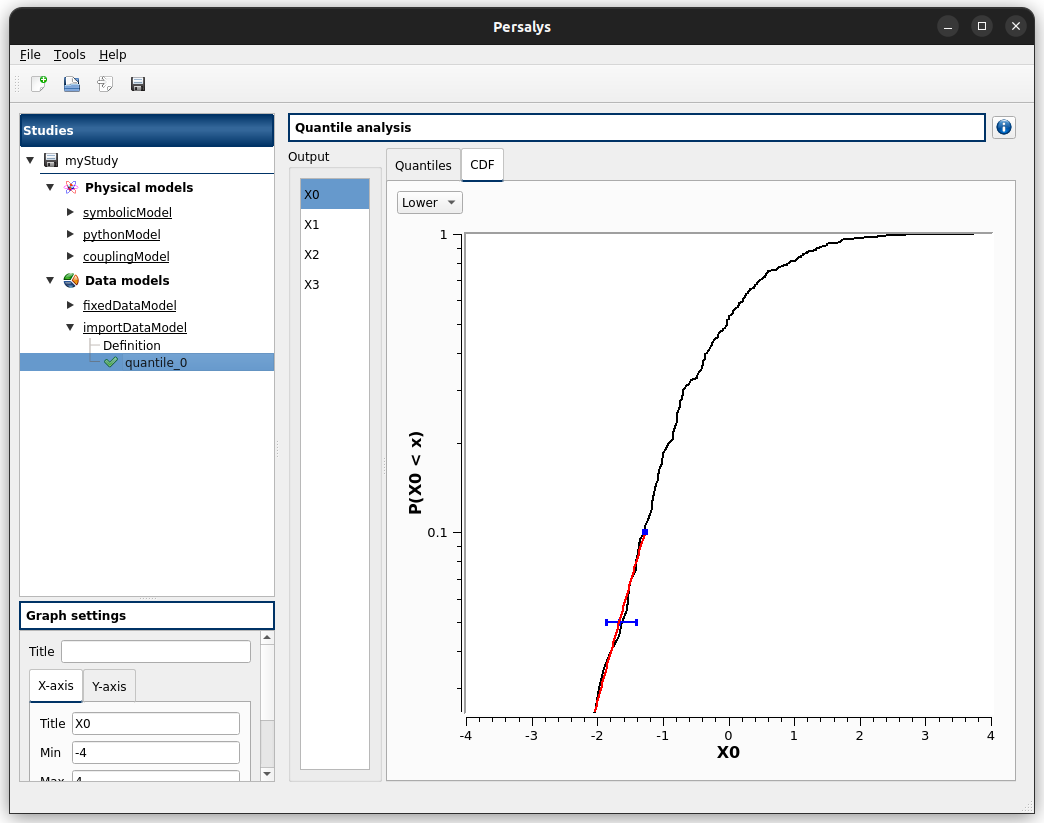 Persalys
File Tools Help
Studies
myStudy
Physical models
symbolicModel
pythonModel
couplingModel
Data models
fixedDataModel
importDataModel
Definition
quantile_0
Graph settings
Title
X-axis Y-axis
Title X0
Min -4
Max 4
Quantile analysis
Output
X0
X1
X2
X3
Quantiles CDF
Lower
1
0.1
P(X0 < x)
-4 -3 -2 -1 0 1 2 3 4
X0